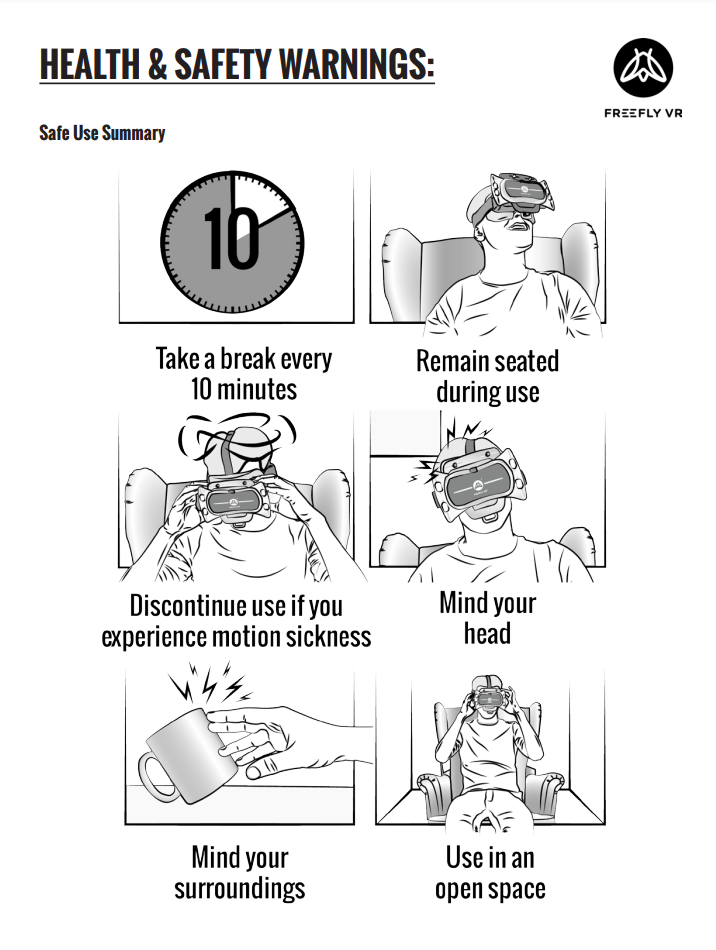 HEALTH & SAFETY WARNINGS:
FREEFLY VR
Safe Use Summary
10
Take a break every
10 minutes
Remain seated
during use
Discontinue use if you
experience motion sickness
Mind your
head
Mind your
surroundings
Use in an
open space